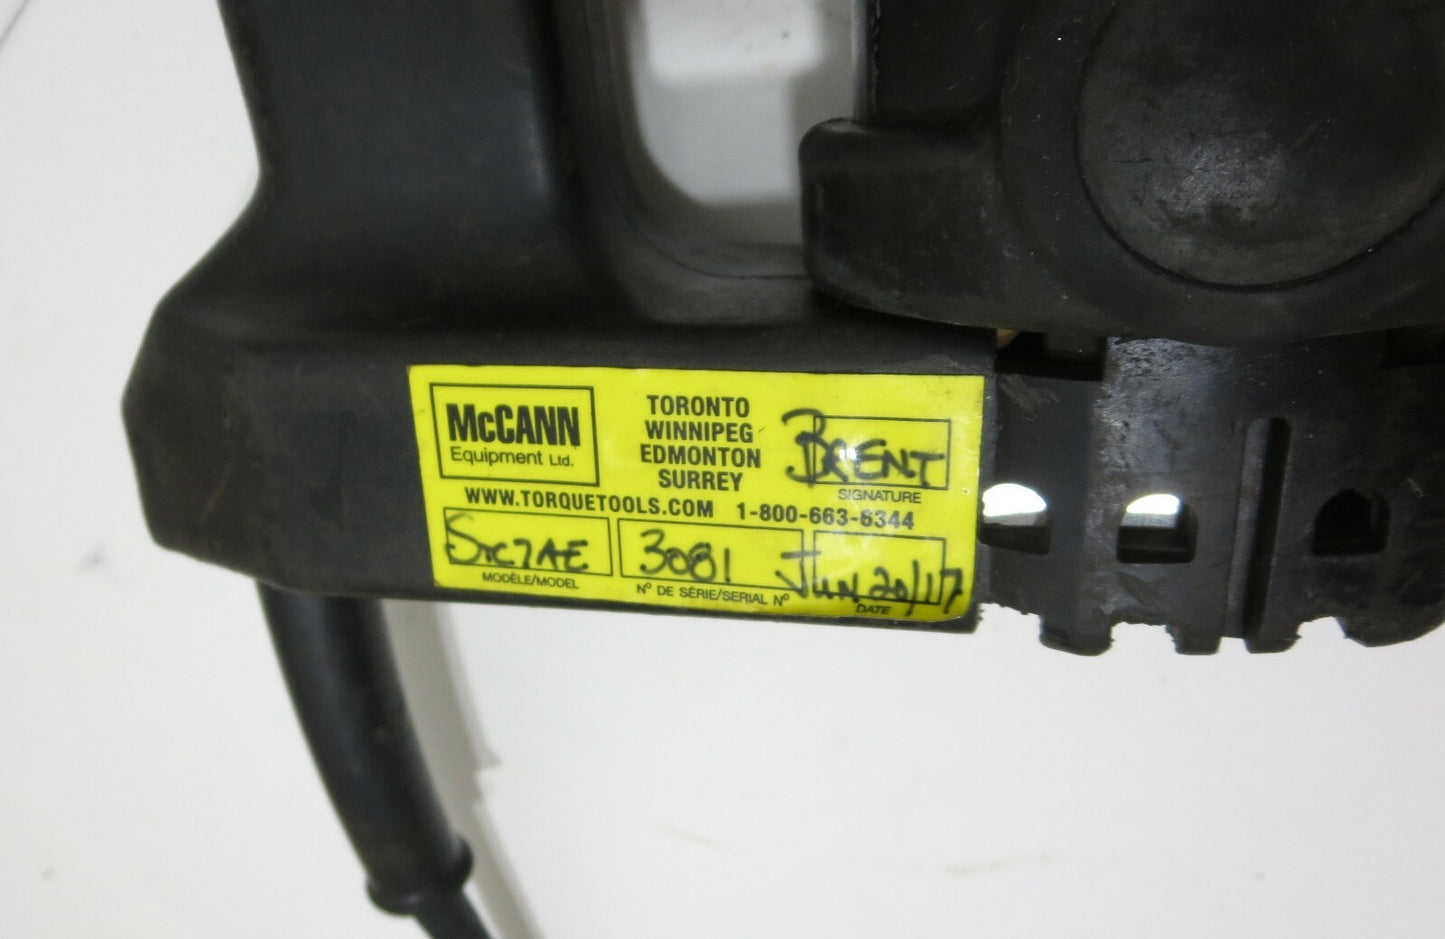 McCANN
Equipment Ltd.
TORONTO
WINNIPEG
EDMONTON
SURREY
BRENT
SIGNATURE
WWW.TORQUETOOLS.COM 1-800-663-6344
3081
JUN 20/17
MODÈLE/MODEL
Nº DE SÉRIE/SERIAL Nº
DATE